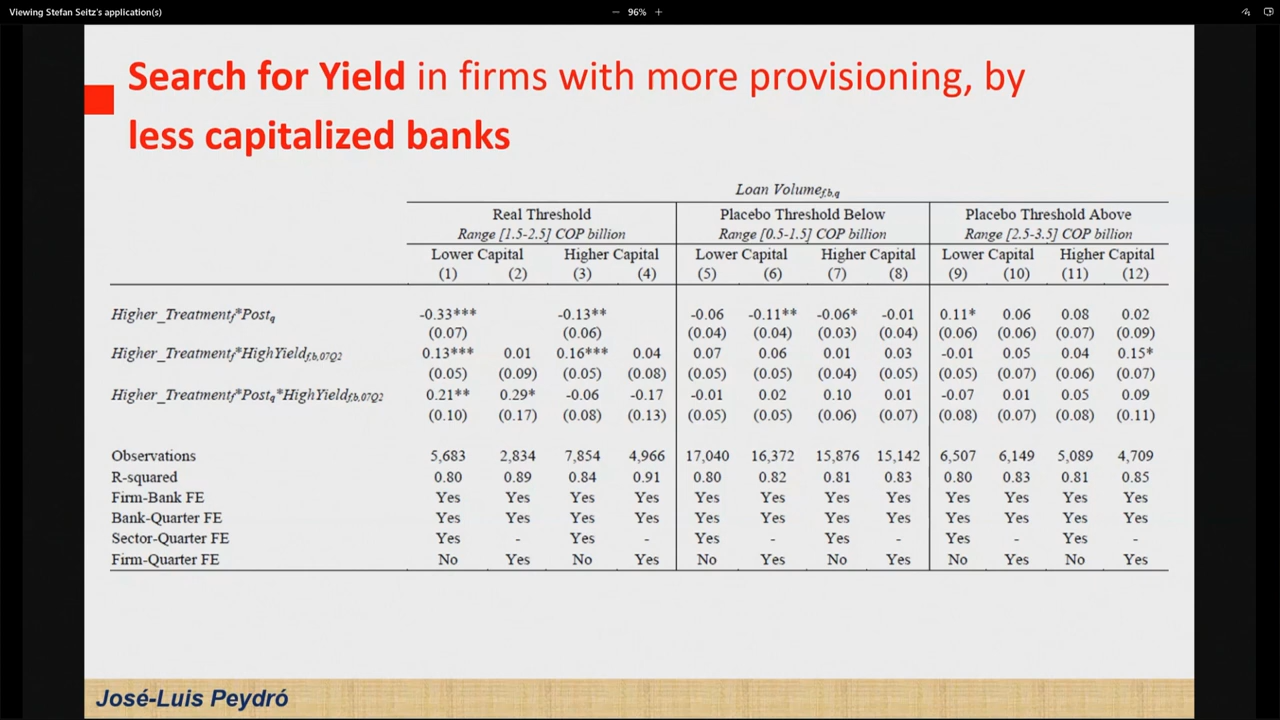 Viewing Stefan Seitz's application(s)
— 96% +
Search for Yield in firms with more provisioning, by
less capitalized banks
Loan Volume f,b,q
Real Threshold Placebo Threshold Below Placebo Threshold Above
Range [1.5-2.5] COP billion Range [0.5-1.5] COP billion Range [2.5-3.5] COP billion
Lower Capital Higher Capital Lower Capital Higher Capital Lower Capital Higher Capital
(1) (2) (3) (4) (5) (6) (7) (8) (9) (10) (11) (12)
Higher_Treatment f*Post q -0.33*** -0.13** -0.06 -0.11** -0.06* -0.01 0.11* 0.06 0.08 0.02
(0.07) (0.06) (0.04) (0.04) (0.03) (0.04) (0.06) (0.06) (0.07) (0.09)
Higher_Treatment f*HighYield f,b,07Q2 0.13*** 0.01 0.16*** 0.04 0.07 0.06 0.01 0.03 -0.01 0.05 0.04 0.15*
(0.05) (0.09) (0.05) (0.08) (0.05) (0.05) (0.04) (0.05) (0.05) (0.07) (0.06) (0.07)
Higher_Treatment f*Post q*HighYield f,b,07Q2 0.21** 0.29* -0.06 -0.17 -0.01 0.02 0.10 0.01 -0.07 0.01 0.05 0.09
(0.10) (0.17) (0.08) (0.13) (0.05) (0.05) (0.06) (0.07) (0.08) (0.07) (0.08) (0.11)
Observations 5,683 2,834 7,854 4,966 17,040 16,372 15,876 15,142 6,507 6,149 5,089 4,709
R-squared 0.80 0.89 0.84 0.91 0.80 0.82 0.81 0.83 0.80 0.83 0.81 0.85
Firm-Bank FE Yes Yes Yes Yes Yes Yes Yes Yes Yes Yes Yes Yes
Bank-Quarter FE Yes Yes Yes Yes Yes Yes Yes Yes Yes Yes Yes Yes
Sector-Quarter FE Yes - Yes - Yes - Yes - Yes - Yes -
Firm-Quarter FE No Yes No Yes No Yes No Yes No Yes No Yes
José-Luis Peydró